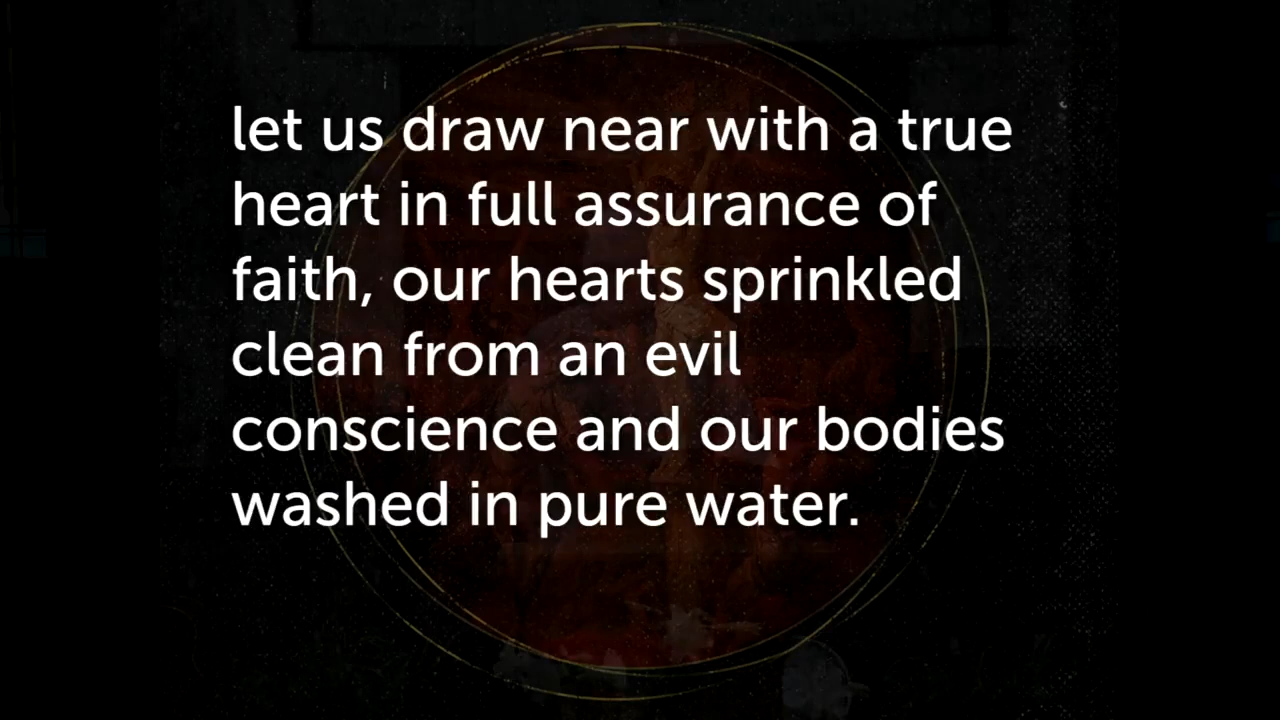 let us draw near with a true
heart in full assurance of
faith, our hearts sprinkled
clean from an evil
conscience and our bodies
washed in pure water.